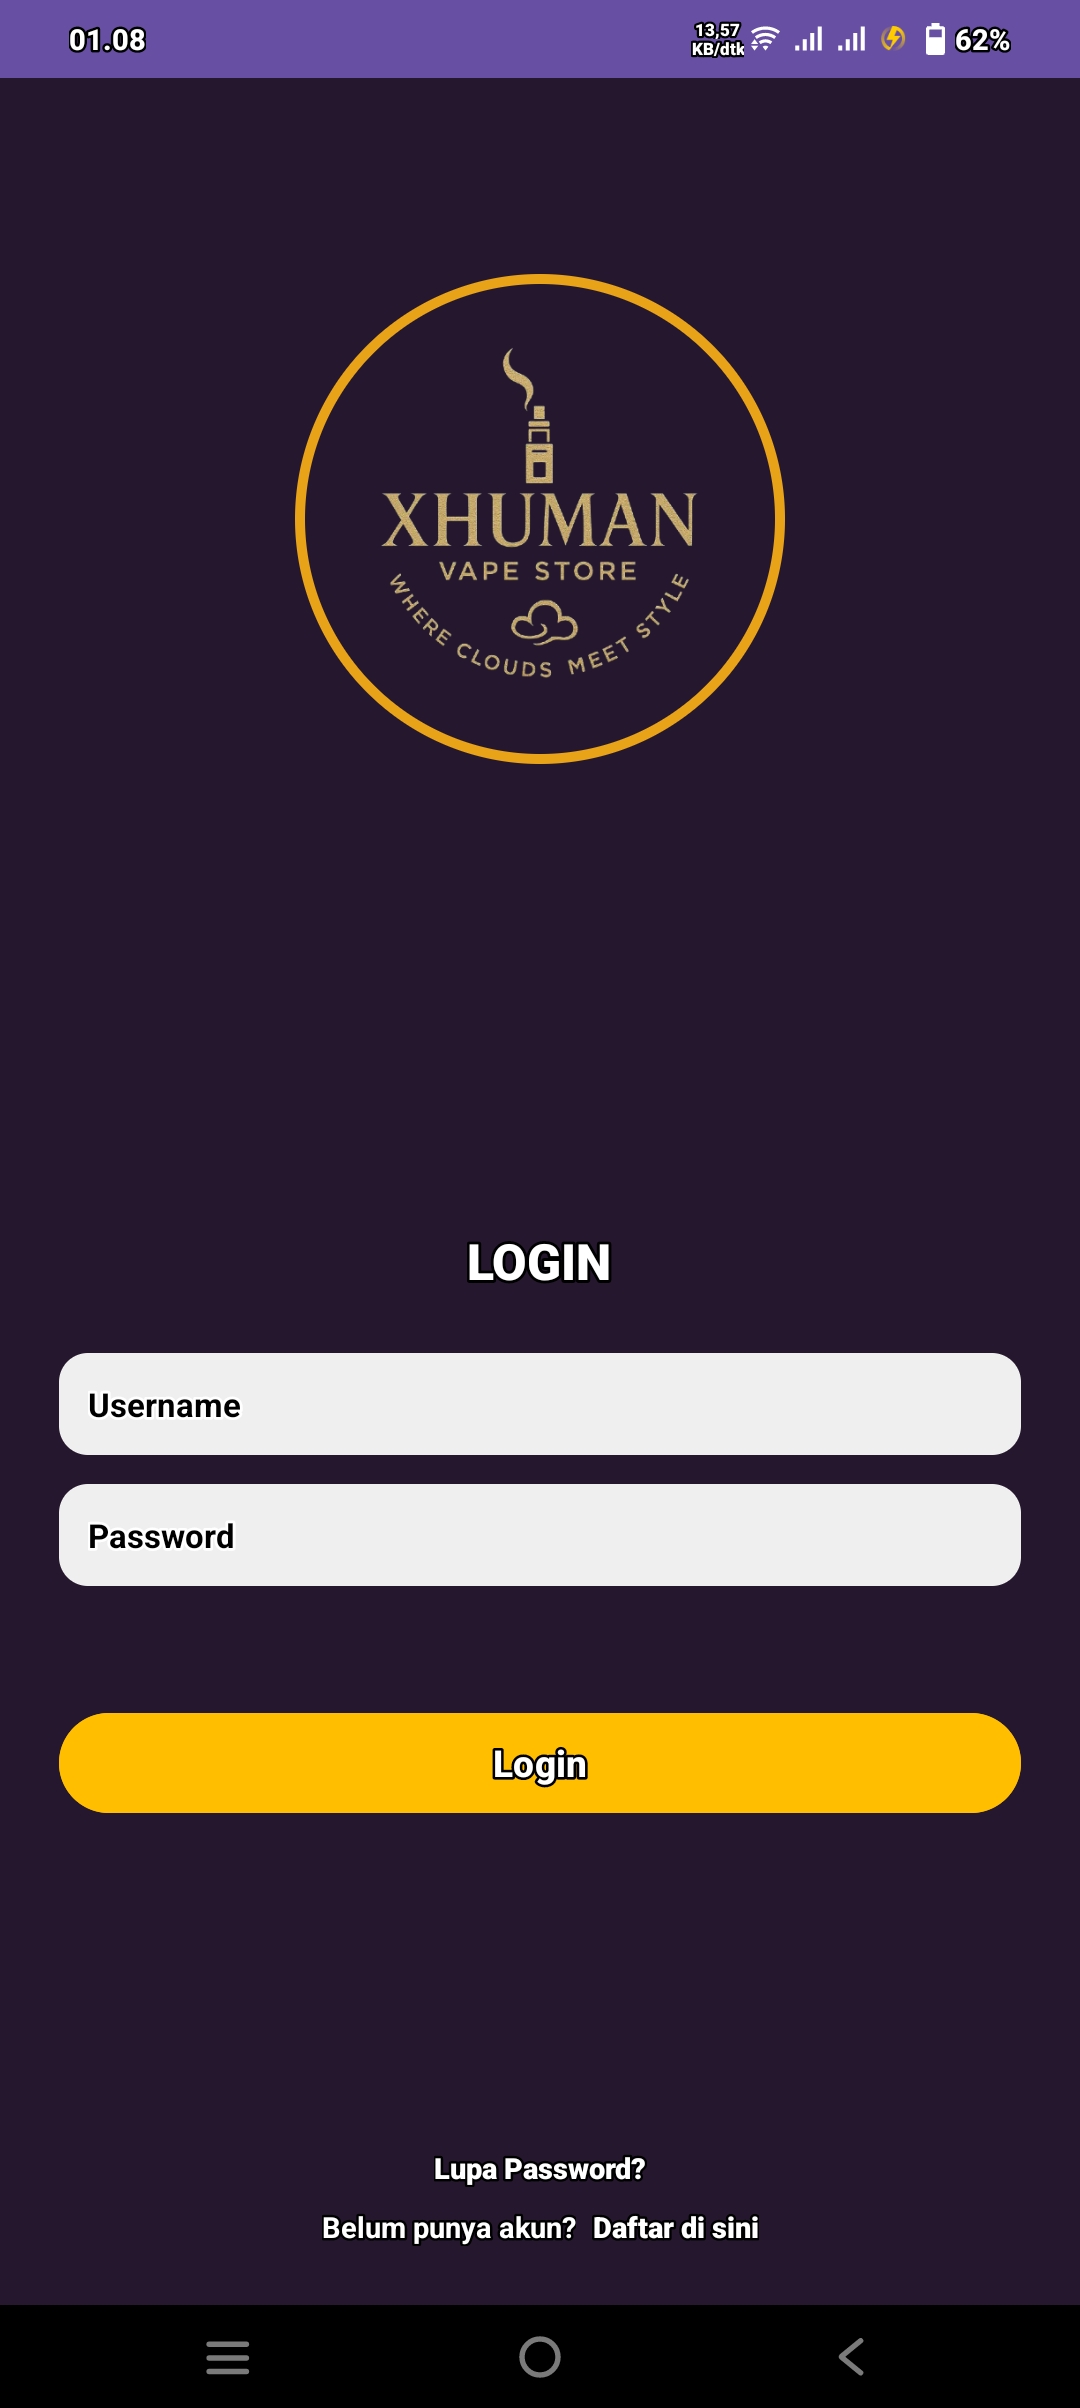 01.08
13,57
KB/dtk
62%
XHUMAN
VAPE STORE
WHERE CLOUDS MEET STYLE
LOGIN
Username
Password
Login
Lupa Password?
Belum punya akun? Daftar di sini